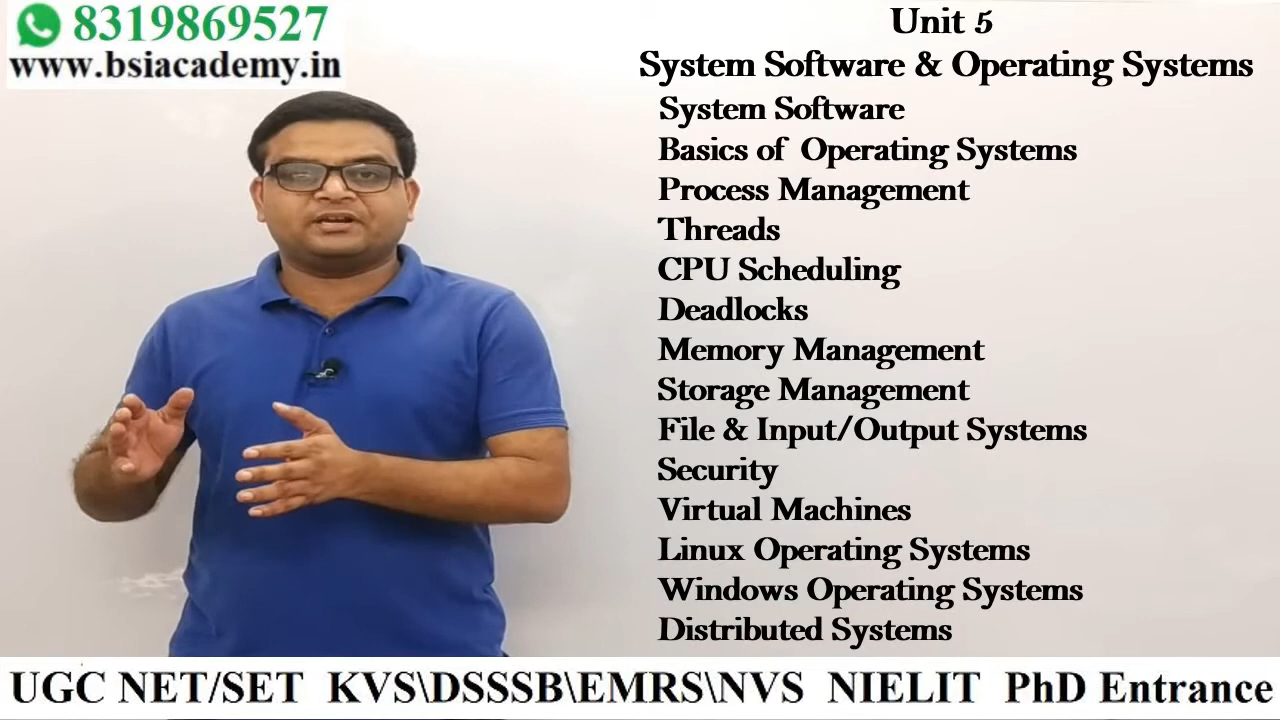 8319869527
www.bsiacademy.in
Unit 5
System Software & Operating Systems
System Software
Basics of Operating Systems
Process Management
Threads
CPU Scheduling
Deadlocks
Memory Management
Storage Management
File & Input/Output Systems
Security
Virtual Machines
Linux Operating Systems
Windows Operating Systems
Distributed Systems
UGC NET/SET KVS\DSSSB\EMRS\NVS NIELIT PhD Entrance